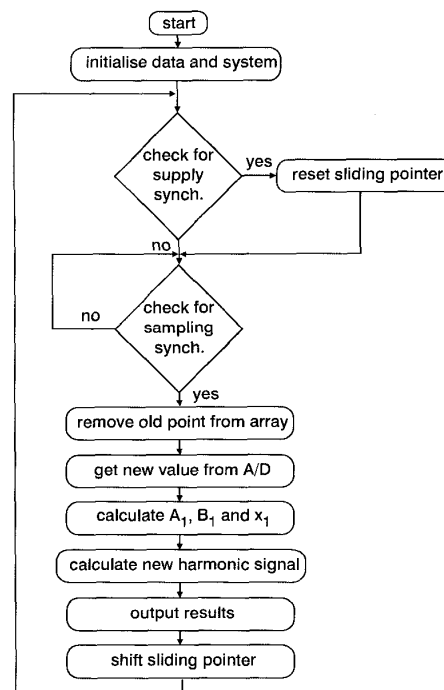 start
initialise data and system
check for
supply
synch.
yes
reset sliding pointer
no
check for
sampling
synch.
no
yes
remove old point from array
get new value from A/D
calculate A₁, B₁ and x₁
calculate new harmonic signal
output results
shift sliding pointer